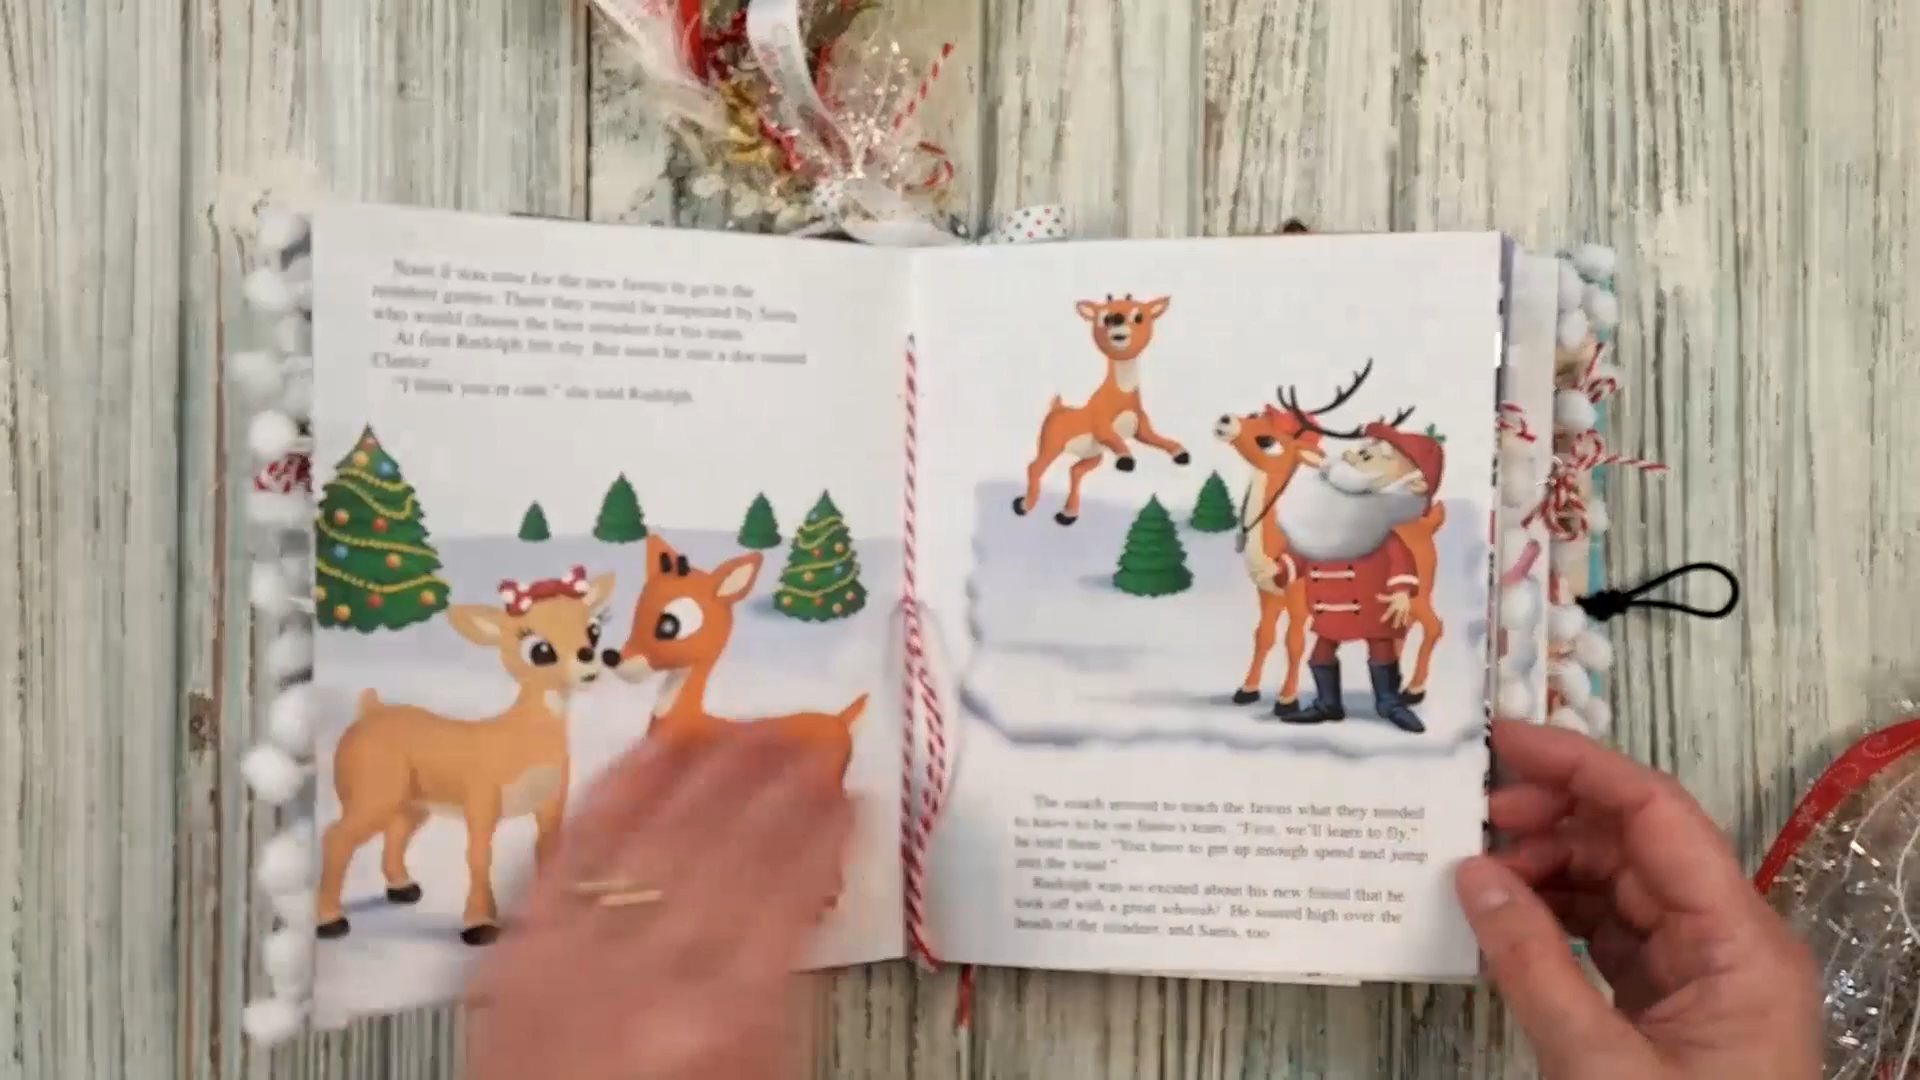 Soon it was time for the new fawns to go to the
reindeer games. There they would be inspected by Santa,
who would choose the best reindeer for his team.
At first Rudolph felt shy. But soon he met a doe named
Clarice.
"I think you're cute," she told Rudolph.
The coach wanted to teach the fawns what they needed
to know to be on Santa's team. "First, we'll learn to fly,"
he told them. "You have to get up enough speed and jump
into the wind."
Rudolph was so excited about his new friend that he
took off with a great whoosh! He soared high over the
heads of the reindeer, and Santa, too